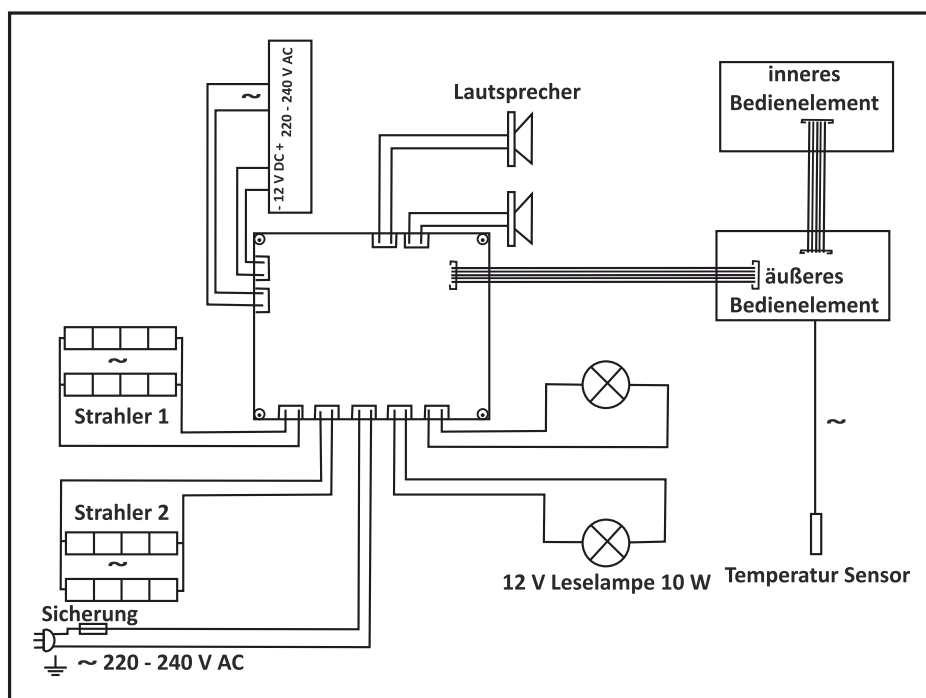 - 12 V DC + 220 - 240 V AC
~
Lautsprecher
inneres
Bedienelement
äußeres
Bedienelement
~
Strahler 1
~
Strahler 2
~
12 V Leselampe 10 W
Temperatur Sensor
Sicherung
~ 220 - 240 V AC